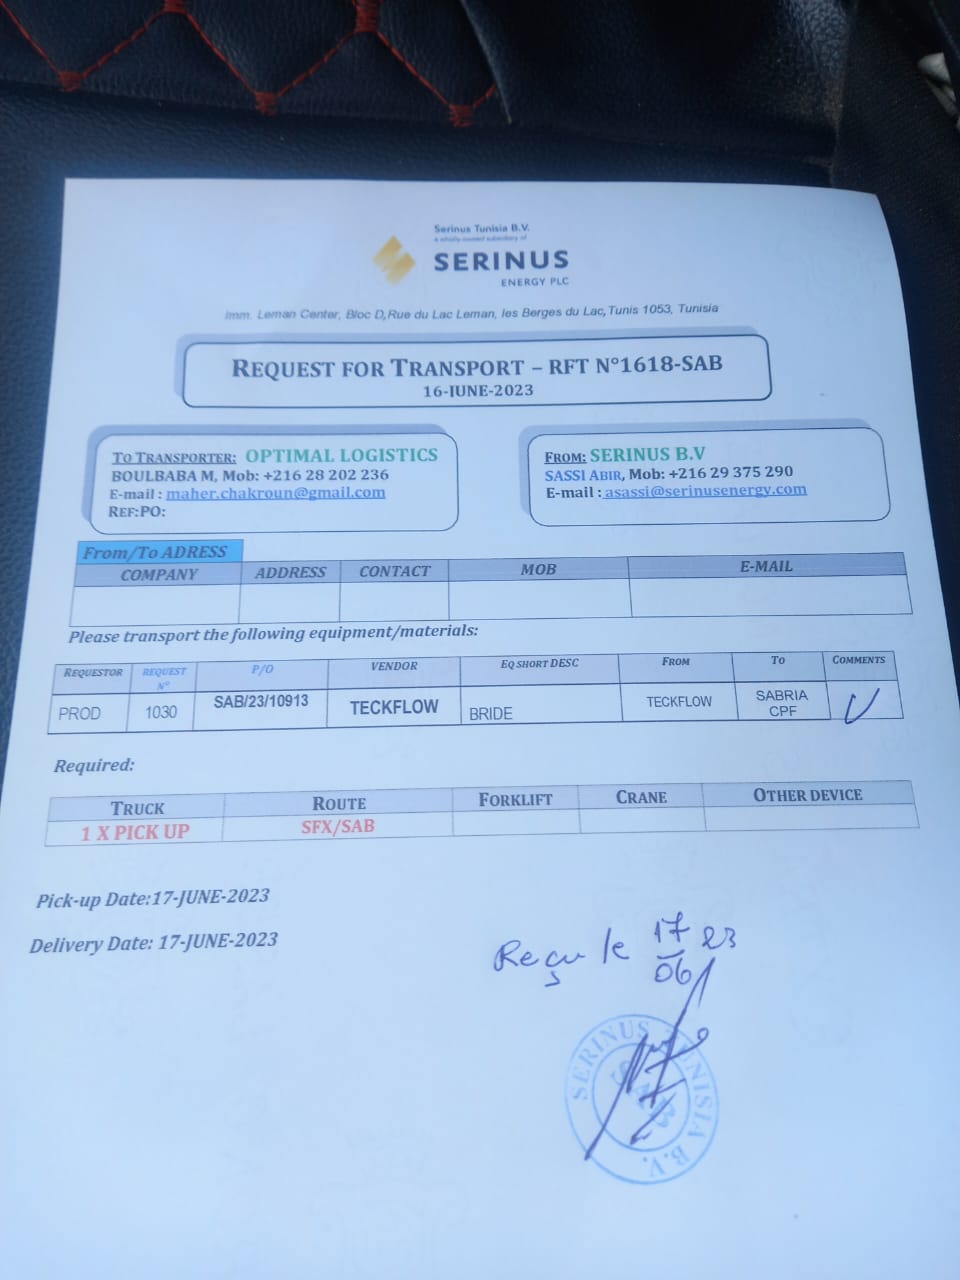 Serinus Tunisia B.V.
a wholly-owned subsidiary of
SERINUS
ENERGY PLC
Imm. Leman Center, Bloc D,Rue du Lac Leman, les Berges du Lac,Tunis 1053, Tunisia
REQUEST FOR TRANSPORT – RFT N°1618-SAB
16-JUNE-2023
TO TRANSPORTER: OPTIMAL LOGISTICS
BOULBABA M, Mob: +216 28 202 236
E-mail : maher.chakroun@gmail.com
REF:PO:
FROM: SERINUS B.V
SASSI ABIR, Mob: +216 29 375 290
E-mail : asassi@serinusenergy.com
From/To ADRESS
COMPANY ADDRESS CONTACT MOB E-MAIL
Please transport the following equipment/materials:
REQUESTOR REQUEST N° P/O VENDOR EQ SHORT DESC FROM TO COMMENTS
PROD 1030 SAB/23/10913 TECKFLOW BRIDE TECKFLOW SABRIA CPF
Required:
TRUCK ROUTE FORKLIFT CRANE OTHER DEVICE
1 X PICK UP SFX/SAB
Pick-up Date:17-JUNE-2023
Delivery Date: 17-JUNE-2023
Reçu le 17/06 23
SERINUS TUNISIA B.V.
SAB